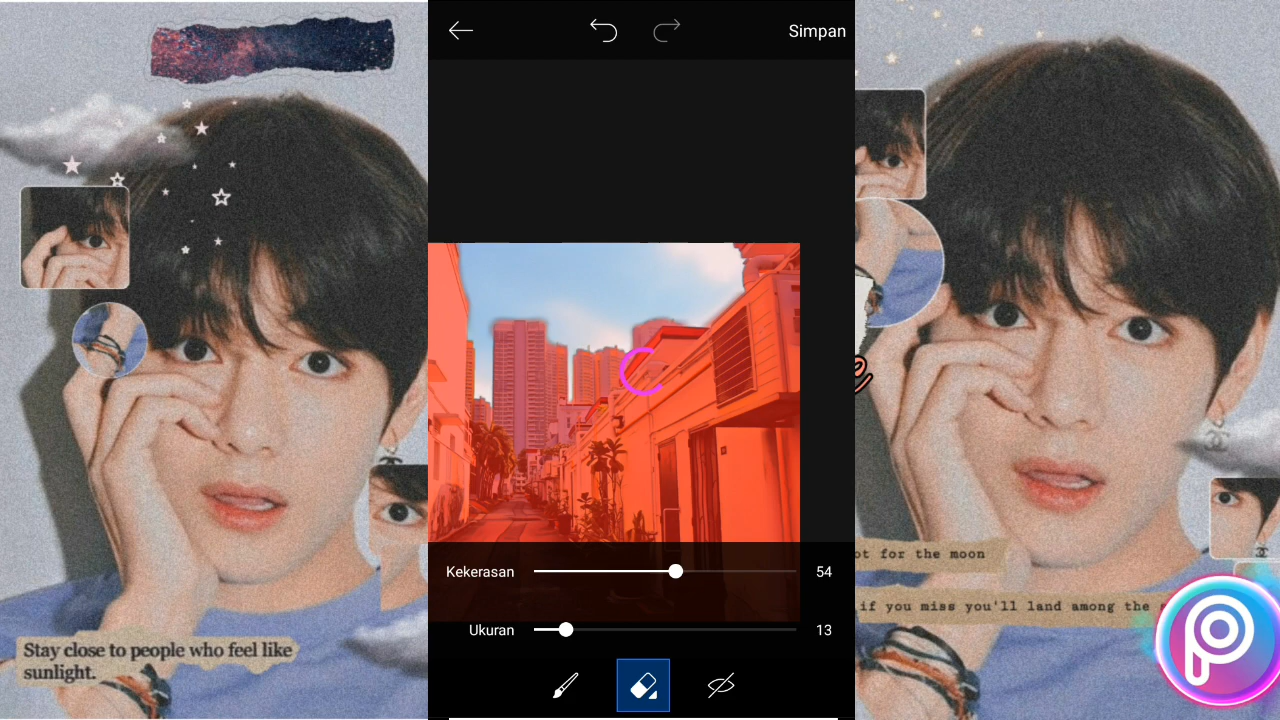 Simpan
Kekerasan 54
Ukuran 13
Stay close to people who feel like
sunlight.
for the moon
if you miss you'll land among the